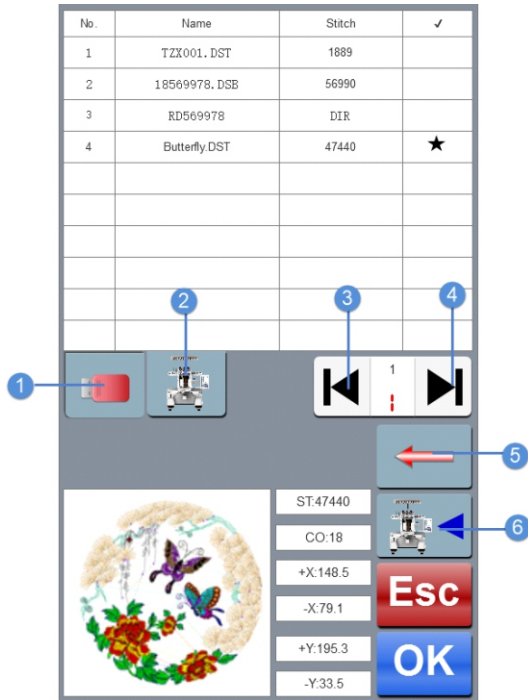 No. Name Stitch ✓
1 TZX001.DST 1889
2 18569978.DSB 56990
3 RD569978 DIR
4 Butterfly.DST 47440 ★
2
3
4
1
1
5
ST:47440
6
CO:18
+X:148.5
Esc
-X:79.1
+Y:195.3
OK
-Y:33.5